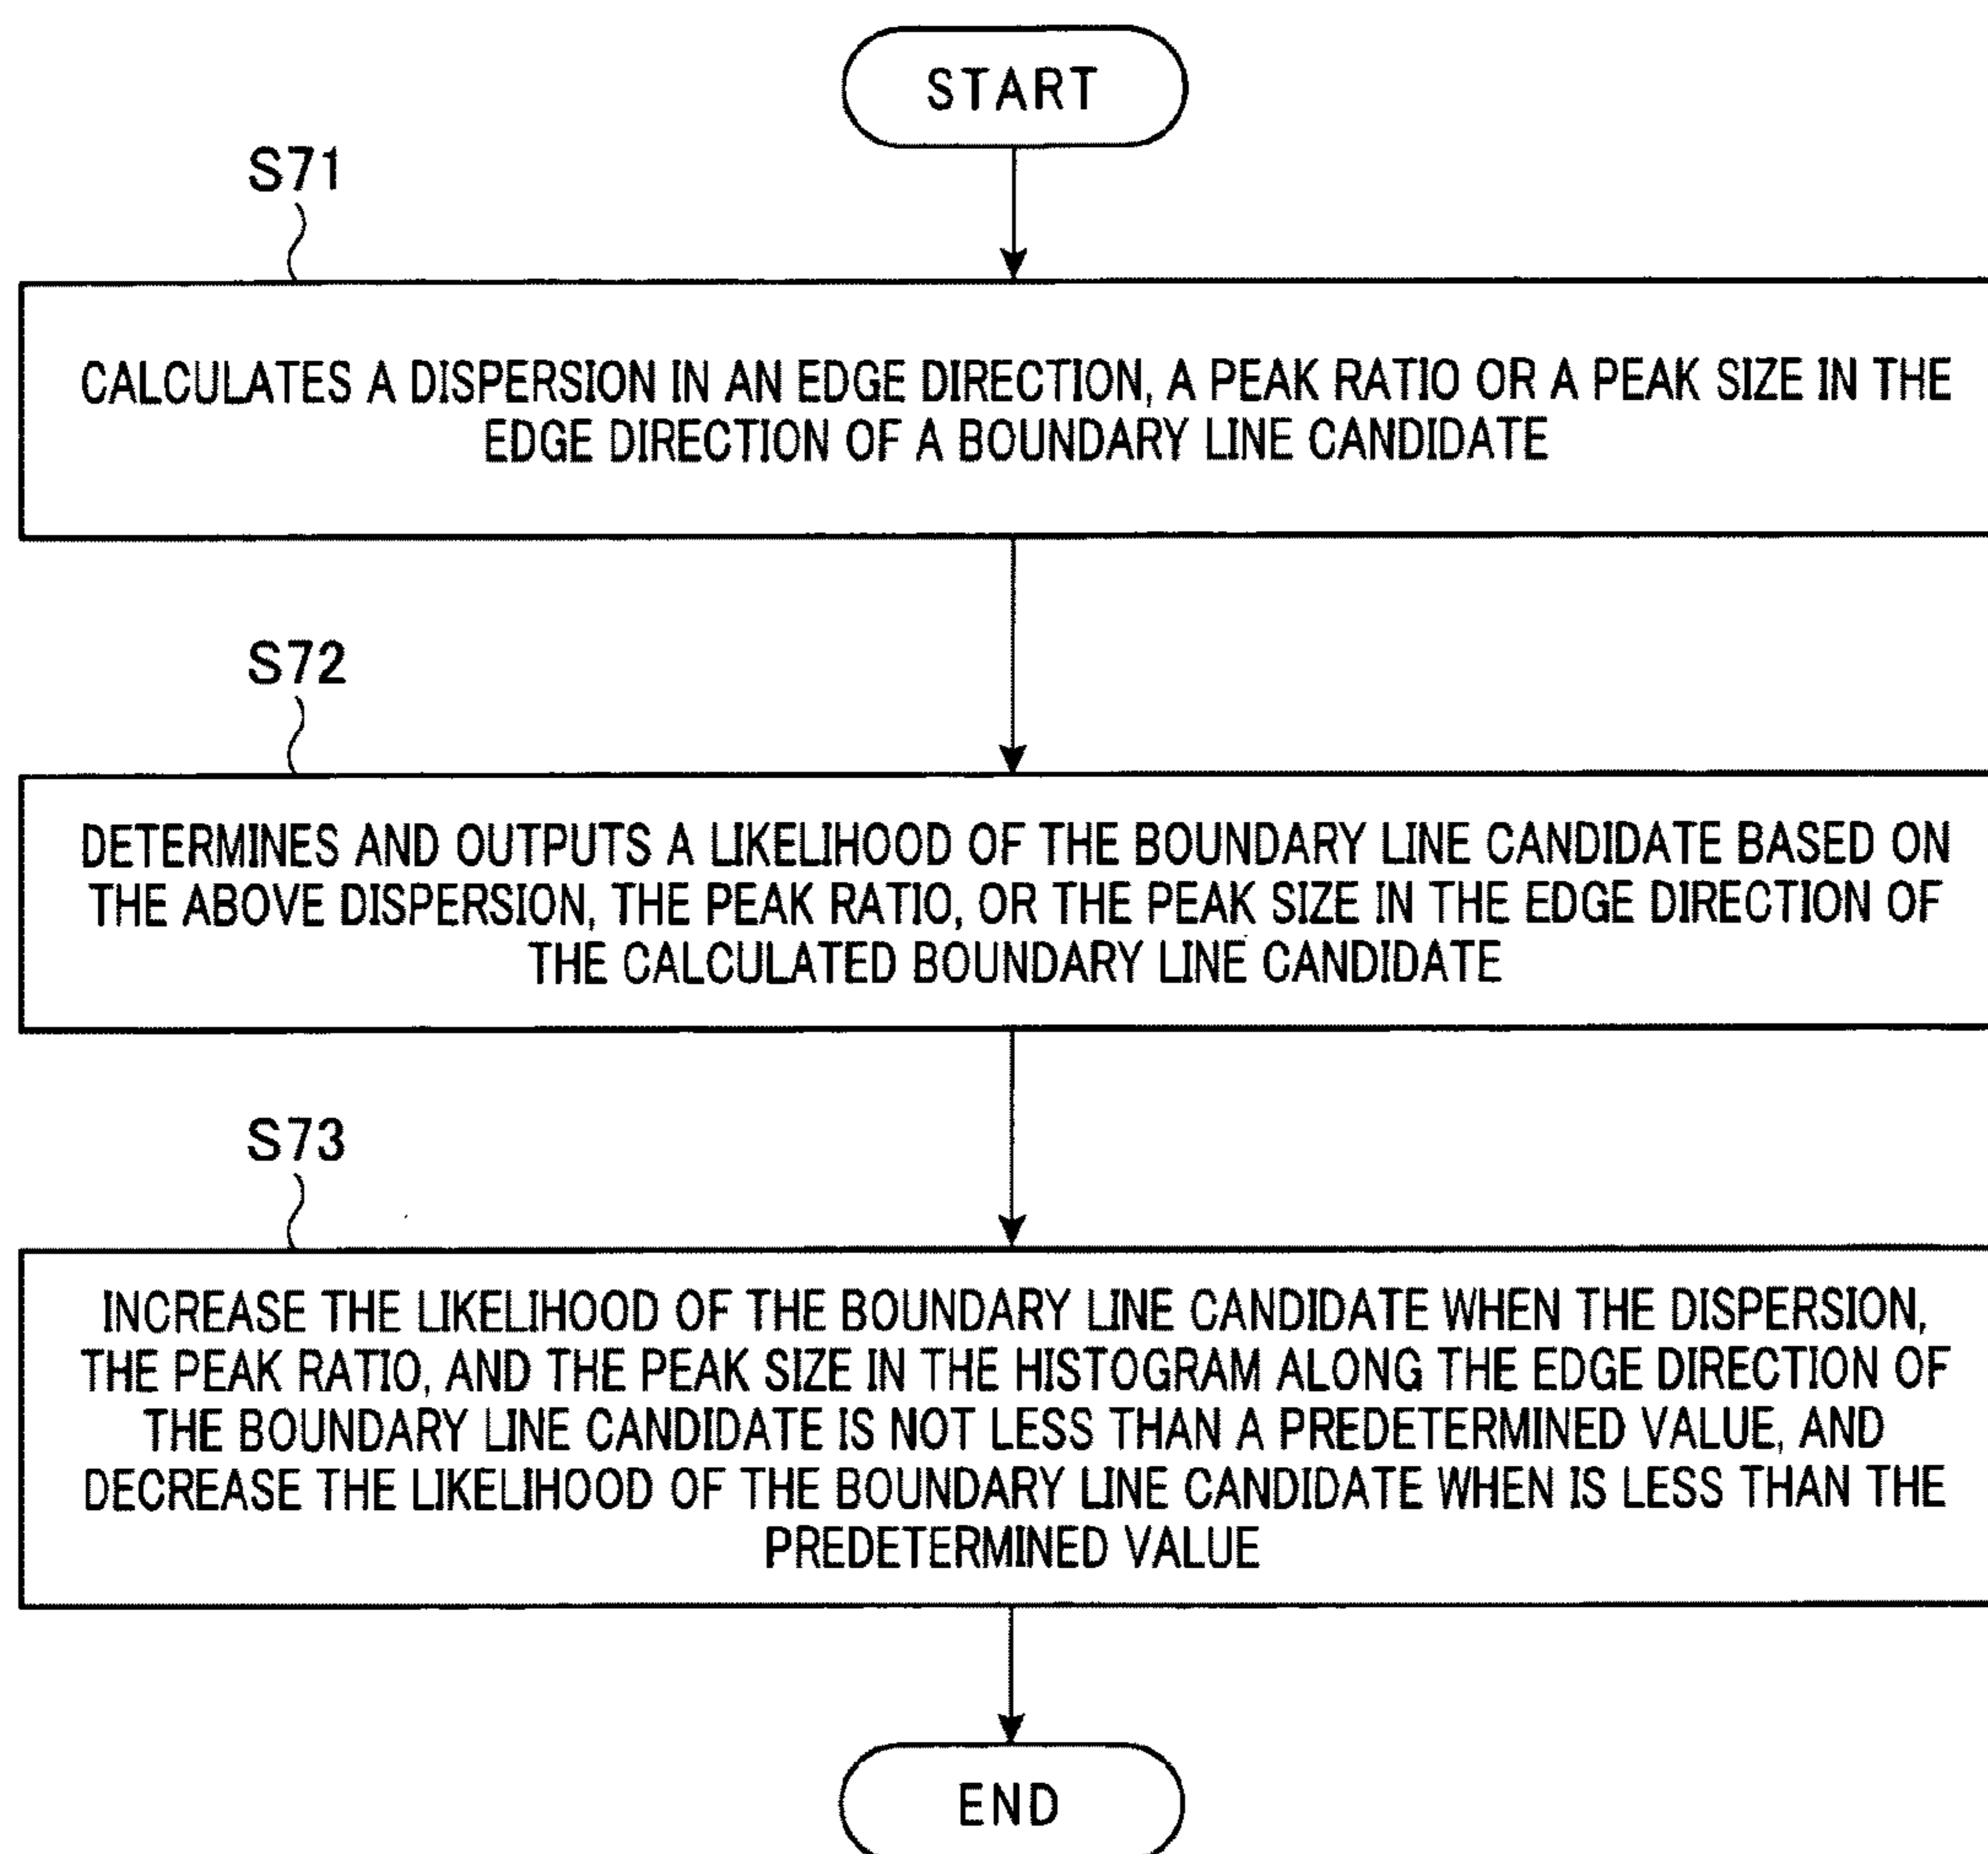 START
S71
CALCULATES A DISPERSION IN AN EDGE DIRECTION, A PEAK RATIO OR A PEAK SIZE IN THE
EDGE DIRECTION OF A BOUNDARY LINE CANDIDATE
S72
DETERMINES AND OUTPUTS A LIKELIHOOD OF THE BOUNDARY LINE CANDIDATE BASED ON
THE ABOVE DISPERSION, THE PEAK RATIO, OR THE PEAK SIZE IN THE EDGE DIRECTION OF
THE CALCULATED BOUNDARY LINE CANDIDATE
S73
INCREASE THE LIKELIHOOD OF THE BOUNDARY LINE CANDIDATE WHEN THE DISPERSION,
THE PEAK RATIO, AND THE PEAK SIZE IN THE HISTOGRAM ALONG THE EDGE DIRECTION OF
THE BOUNDARY LINE CANDIDATE IS NOT LESS THAN A PREDETERMINED VALUE, AND
DECREASE THE LIKELIHOOD OF THE BOUNDARY LINE CANDIDATE WHEN IS LESS THAN THE
PREDETERMINED VALUE
END